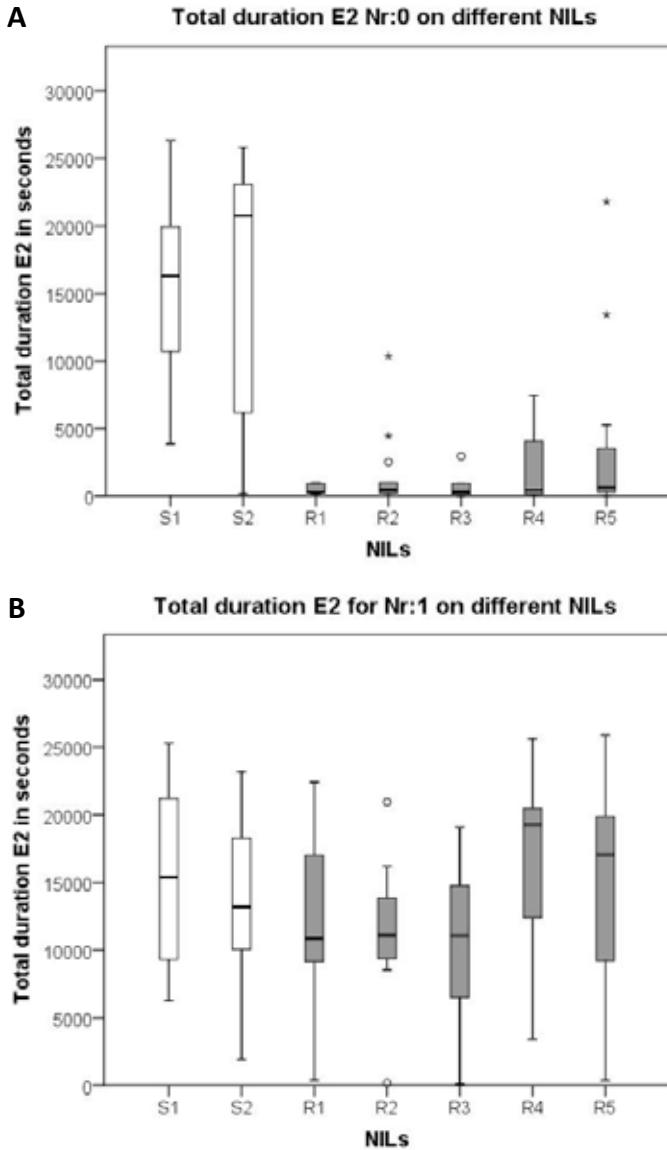 A
Total duration E2 Nr:0 on different NILs
Total duration E2 in seconds
30000
25000
20000
15000
10000
5000
0
S1 S2 R1 R2 R3 R4 R5
NILs
B
Total duration E2 for Nr:1 on different NILs
Total duration E2 in seconds
30000
25000
20000
15000
10000
5000
0
S1 S2 R1 R2 R3 R4 R5
NILs